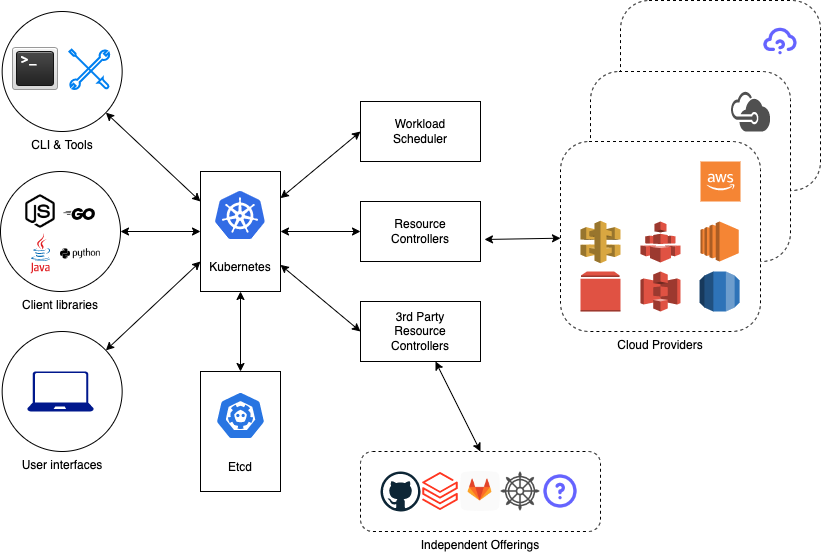 >_
CLI & Tools
JS
GO
Java
python
Client libraries
User interfaces
Kubernetes
Etcd
Workload
Scheduler
Resource
Controllers
3rd Party
Resource
Controllers
?
aws
Cloud Providers
?
Independent Offerings